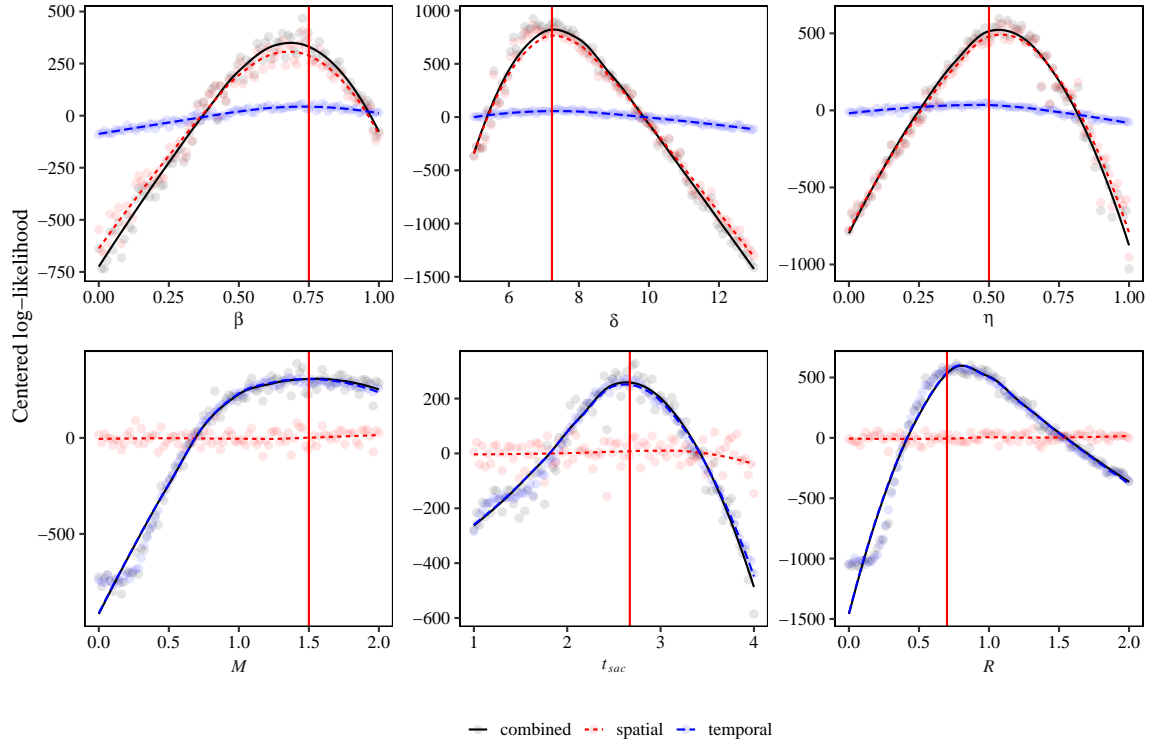 Centered log−likelihood
500
250
0
−250
−500
−750
0.00 0.25 0.50 0.75 1.00
β
1000
500
0
−500
−1000
−1500
6 8 10 12
δ
500
0
−500
−1000
0.00 0.25 0.50 0.75 1.00
η
0
−500
0.0 0.5 1.0 1.5 2.0
M
200
0
−200
−400
−600
1 2 3 4
t sac
500
0
−500
−1000
−1500
0.0 0.5 1.0 1.5 2.0
R
combined spatial temporal